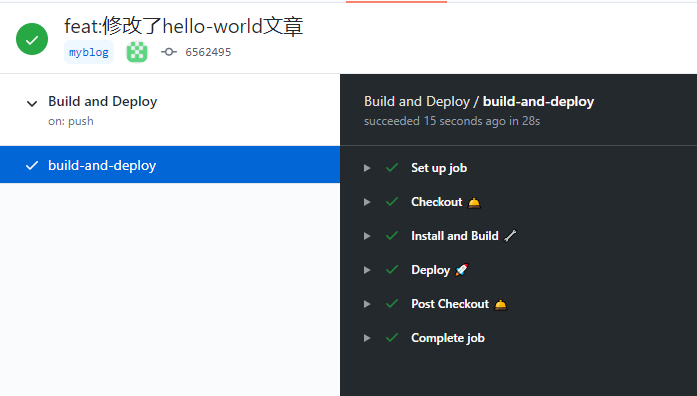 feat:修改了hello-world文章
myblog 6562495
Build and Deploy
on: push
build-and-deploy
Build and Deploy / build-and-deploy
succeeded 15 seconds ago in 28s
Set up job
Checkout 🛎️
Install and Build 🔧
Deploy 🚀
Post Checkout 🛎️
Complete job